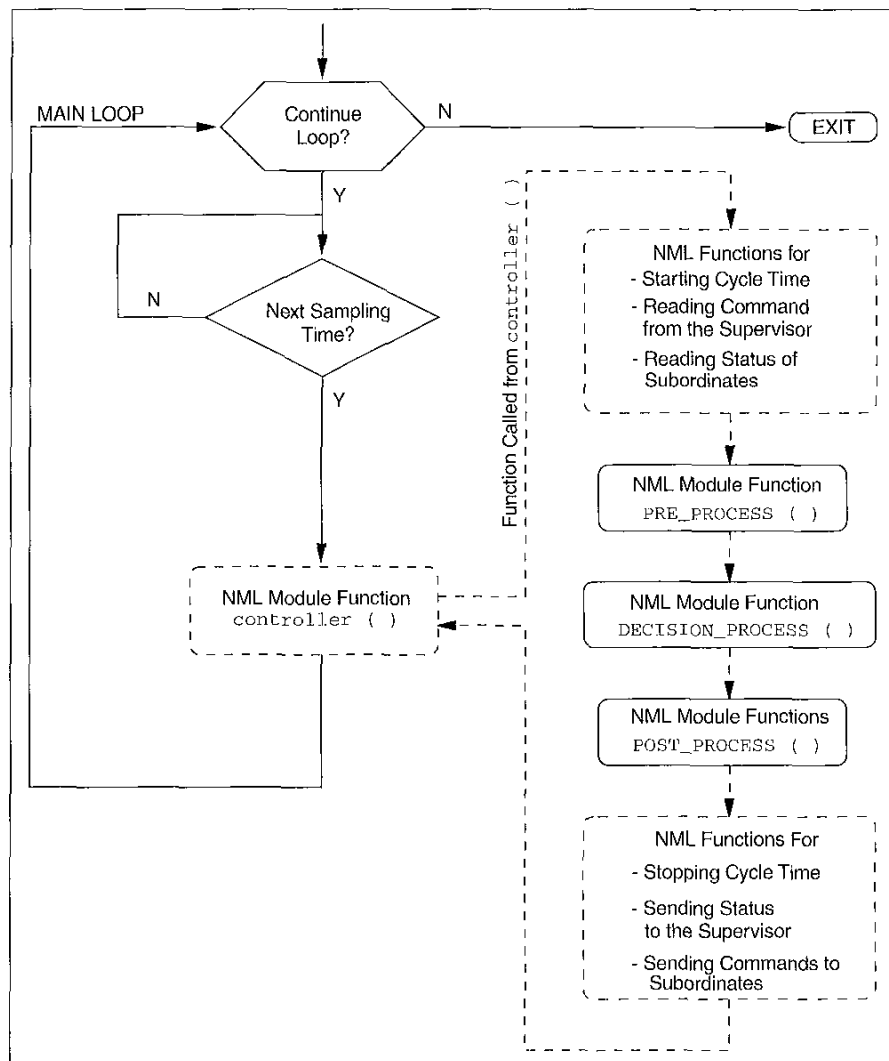 MAIN LOOP
Continue
Loop?
N
EXIT
Y
N
Next Sampling
Time?
Y
NML Module Function
controller ( )
Function Called from controller ( )
NML Functions for
- Starting Cycle Time
- Reading Command
from the Supervisor
- Reading Status of
Subordinates
NML Module Function
PRE_PROCESS ( )
NML Module Function
DECISION_PROCESS ( )
NML Module Functions
POST_PROCESS ( )
NML Functions For
- Stopping Cycle Time
- Sending Status
to the Supervisor
- Sending Commands to
Subordinates